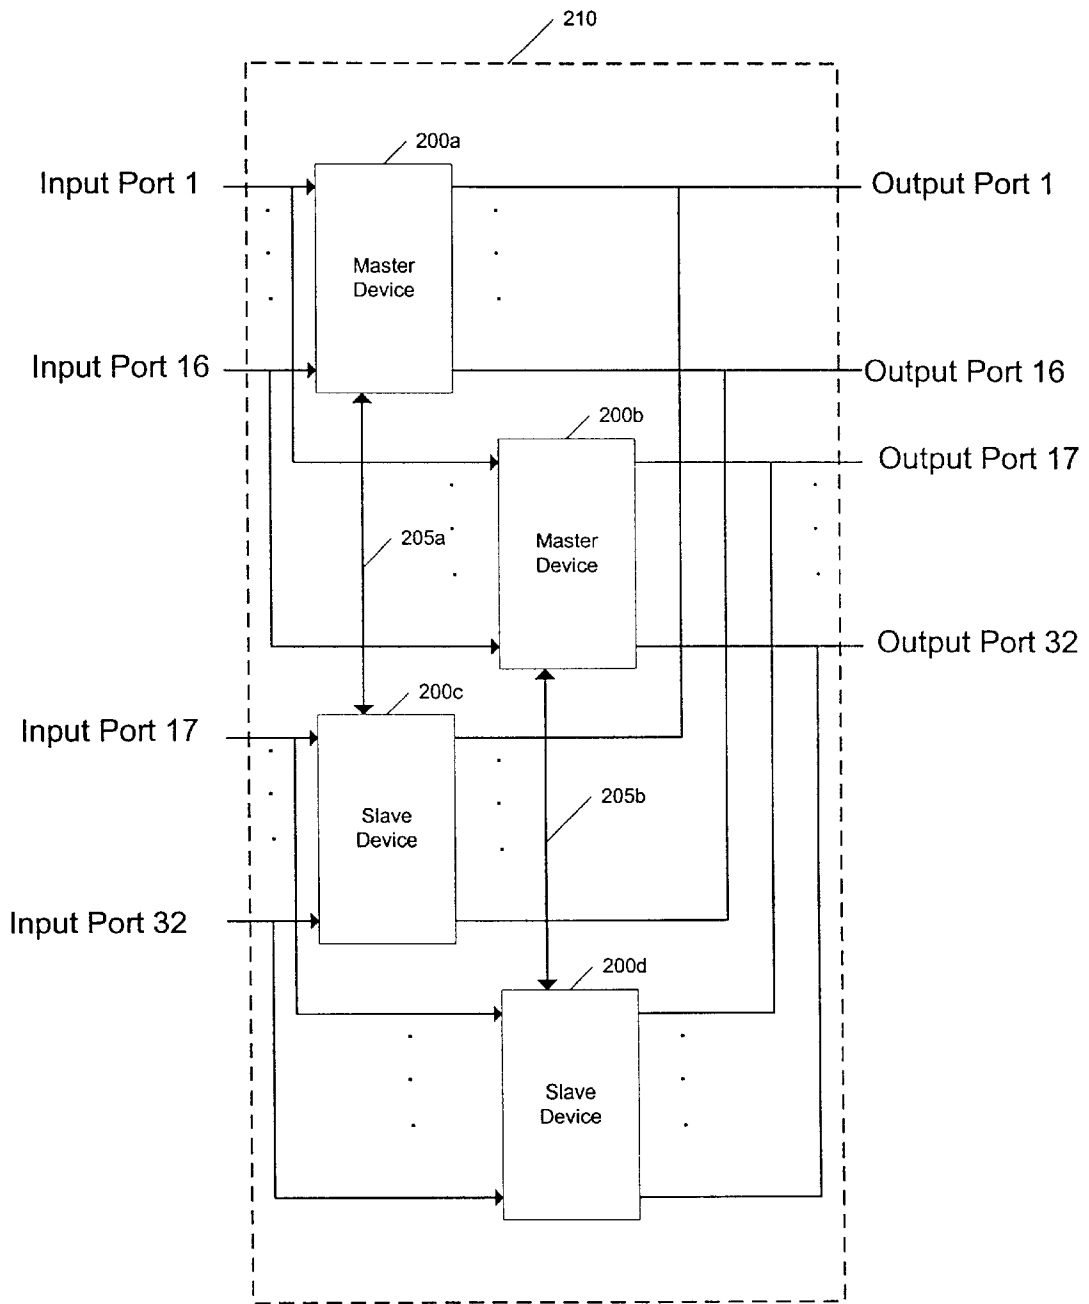 210
200a
Input Port 1
Output Port 1
Master
Device
Input Port 16
Output Port 16
200b
Output Port 17
205a
Master
Device
Output Port 32
200c
Input Port 17
205b
Slave
Device
Input Port 32
200d
Slave
Device